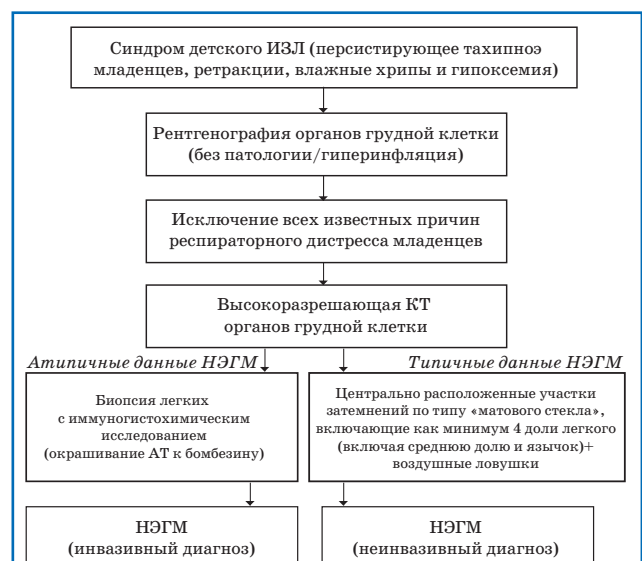 Синдром детского ИЗЛ (персистирующее тахипноэ
младенцев, ретракции, влажные хрипы и гипоксемия)
Рентгенография органов грудной клетки
(без патологии/гиперинфляция)
Исключение всех известных причин
респираторного дистресса младенцев
Высокоразрешающая КТ
органов грудной клетки
Атипичные данные НЭГМ
Типичные данные НЭГМ
Биопсия легких
с иммуногистохимическим
исследованием
(окрашивание АТ к бомбезину)
Центрально расположенные участки
затемнений по типу «матового стекла»,
включающие как минимум 4 доли легкого
(включая среднюю долю и язычок)+
воздушные ловушки
НЭГМ
(инвазивный диагноз)
НЭГМ
(неинвазивный диагноз)